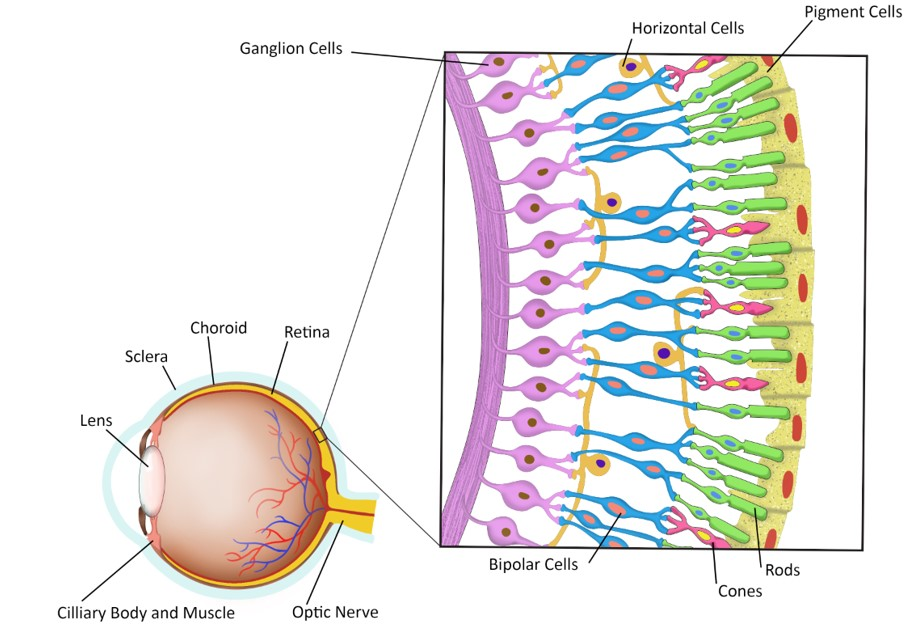 Pigment Cells
Horizontal Cells
Ganglion Cells
Choroid
Retina
Sclera
Lens
Bipolar Cells
Rods
Cones
Cilliary Body and Muscle
Optic Nerve